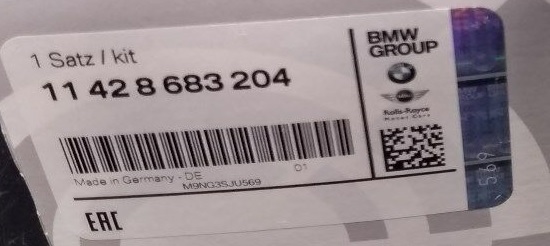 1 Satz / kit
11 42 8 683 204
BMW
GROUP
Rolls-Royce
Motor Cars
Made in Germany - DE
M9NG3SJU569
01
EAC
569